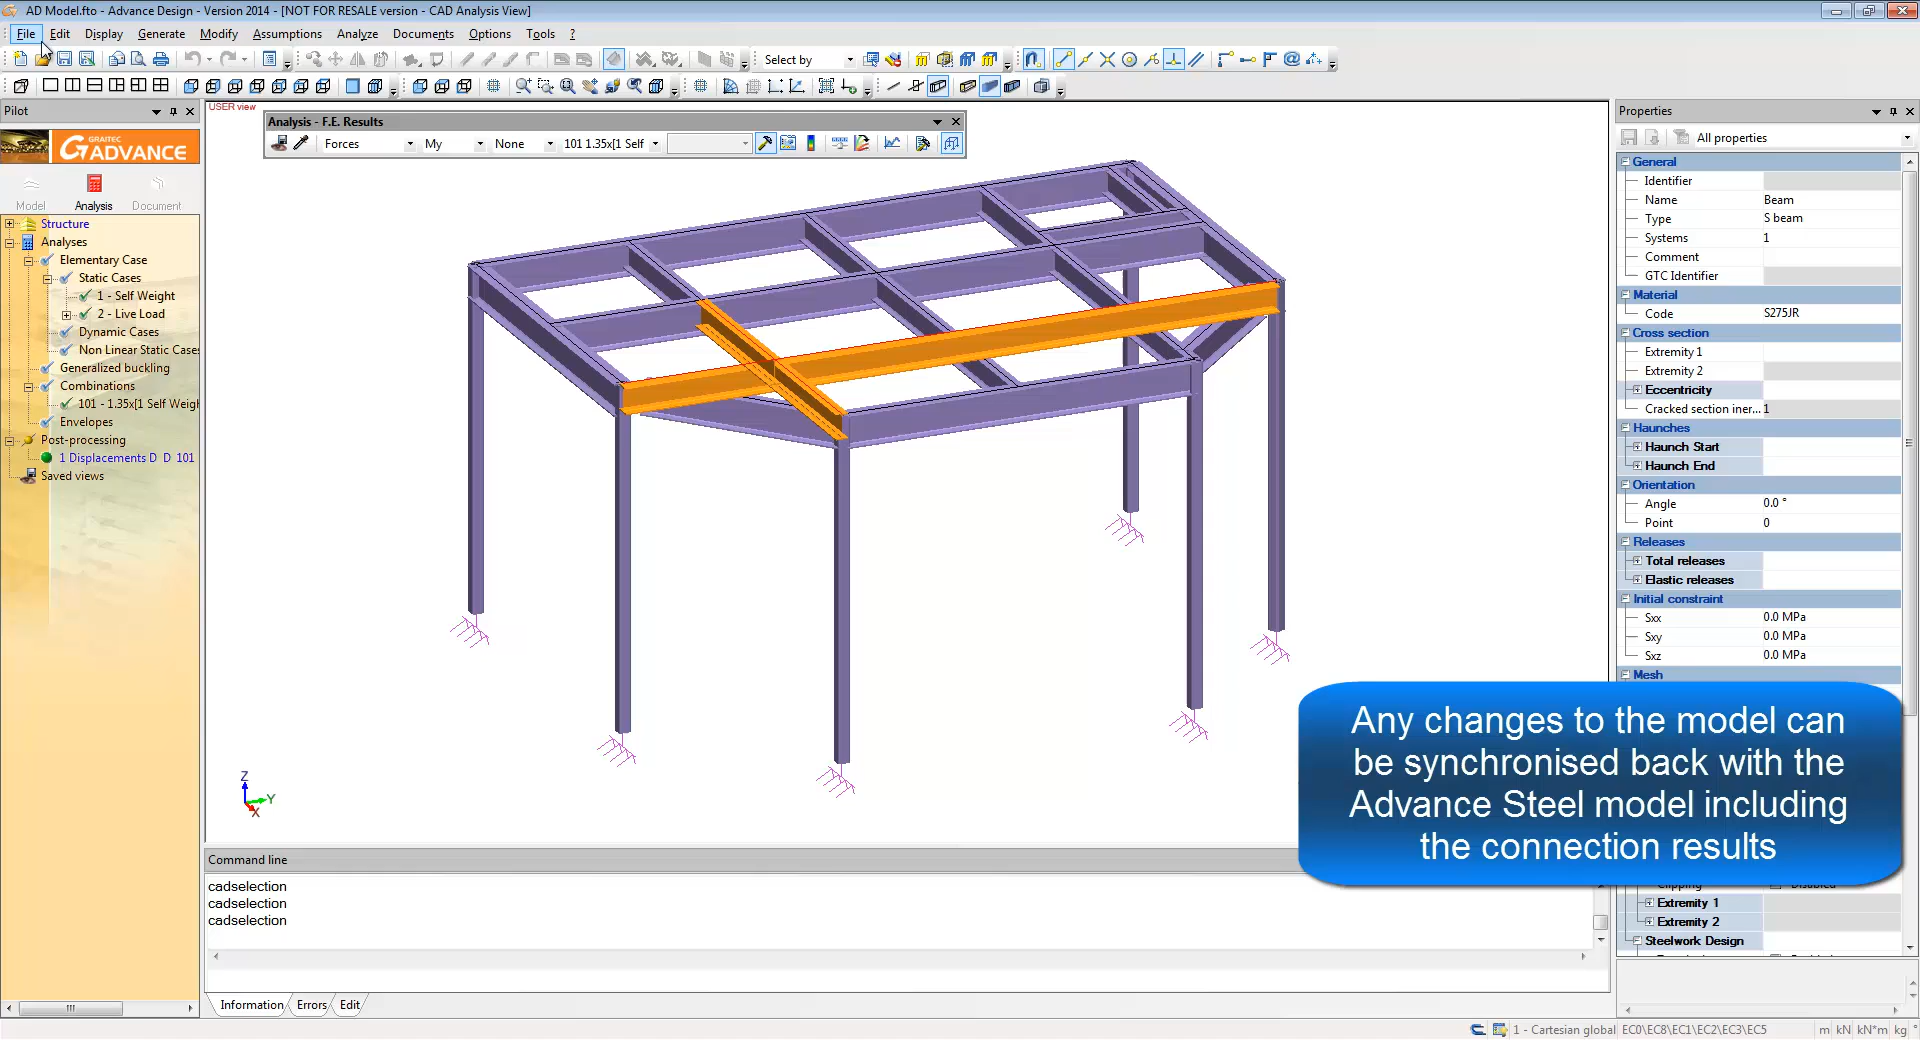 AD Model.fto - Advance Design - Version 2014 - [NOT FOR RESALE version - CAD Analysis View]
File Edit Display Generate Modify Assumptions Analyze Documents Options Tools ?
Select by
Pilot
GRAITEC
ADVANCE
Model Analysis Document
Structure
Analyses
Elementary Case
Static Cases
1 - Self Weight
2 - Live Load
Dynamic Cases
Non Linear Static Cases
Generalized buckling
Combinations
101 - 1.35x[1 Self Weigh
Envelopes
Post-processing
1 Displacements D D 101
Saved views
USER view
Analysis - F.E. Results
Forces My None 101 1.35x[1 Self
Z
Y
X
Command line
cadselection
cadselection
cadselection
Information Errors Edit
Properties
All properties
General
Identifier
Name Beam
Type S beam
Systems 1
Comment
GTC Identifier
Material
Code S275JR
Cross section
Extremity 1
Extremity 2
Eccentricity
Cracked section iner... 1
Haunches
Haunch Start
Haunch End
Orientation
Angle 0.0 °
Point 0
Releases
Total releases
Elastic releases
Initial constraint
Sxx 0.0 MPa
Sxy 0.0 MPa
Sxz 0.0 MPa
Mesh
Any changes to the model can
be synchronised back with the
Advance Steel model including
the connection results
Clipping Disabled
Extremity 1
Extremity 2
Steelwork Design
1 - Cartesian global EC0\EC8\EC1\EC2\EC3\EC5 m kN kN*m kg °